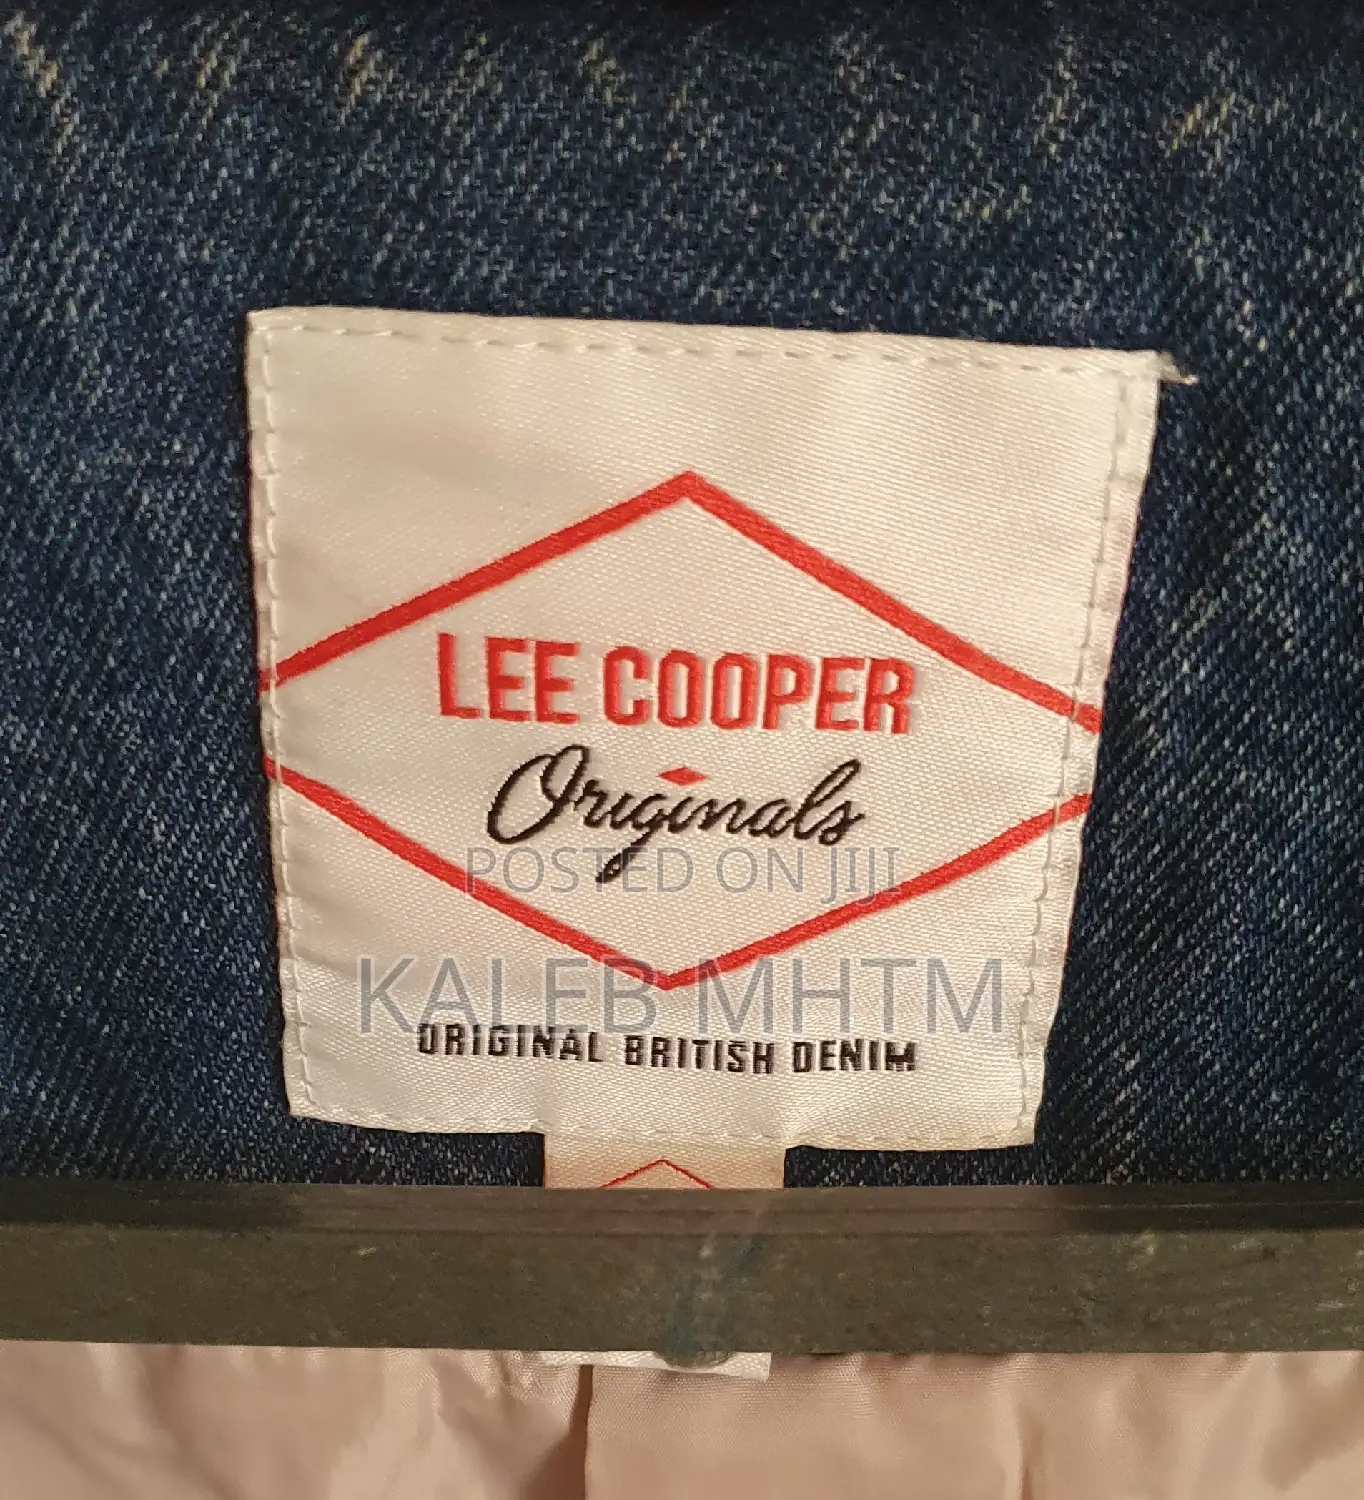 LEE COOPER
Originals
POSTED ON JIJI
KALEB MHTM
ORIGINAL BRITISH DENIM